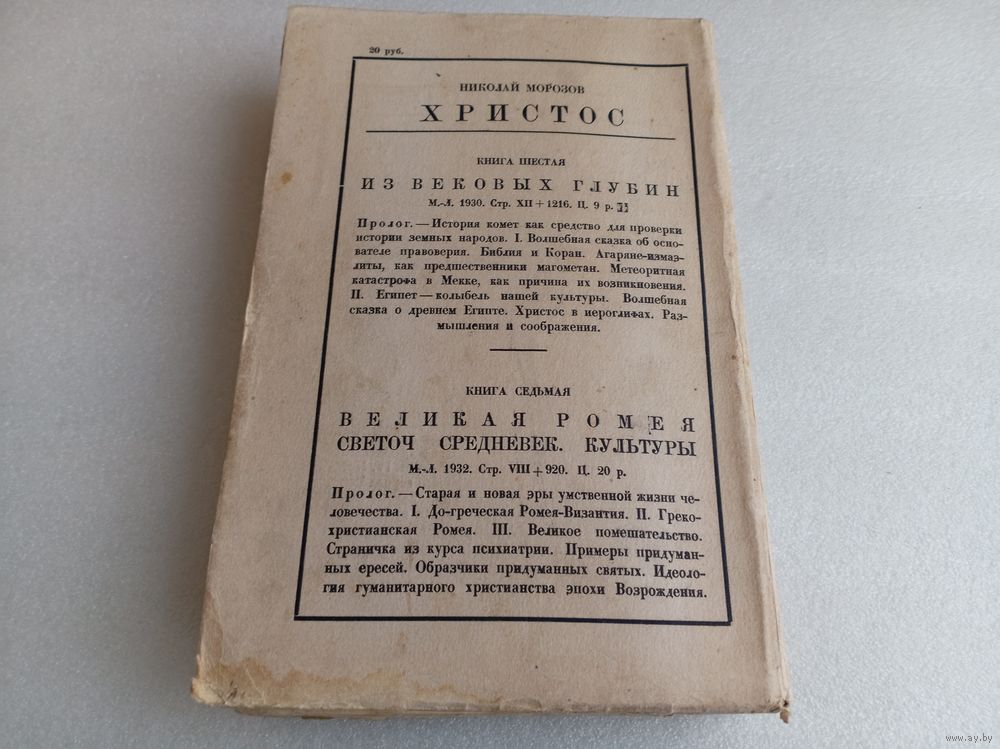 20 руб.
НИКОЛАЙ МОРОЗОВ
ХРИСТОС
КНИГА ШЕСТАЯ
ИЗ ВЕКОВЫХ ГЛУБИН
М.-Л. 1930. Стр. XII + 1216. Ц. 9 р.
Пролог. — История комет как средство для проверки
истории земных народов. I. Волшебная сказка об осно-
вателе правоверия. Библия и Коран. Агаряне-измаэ-
литы, как предшественники магометан. Метеоритная
катастрофа в Мекке, как причина их возникновения.
II. Египет — колыбель нашей культуры. Волшебная
сказка о древнем Египте. Христос в иероглифах. Раз-
мышления и соображения.
КНИГА СЕДЬМАЯ
ВЕЛИКАЯ РОМЕЯ
СВЕТОЧ СРЕДНЕВЕК. КУЛЬТУРЫ
М.-Л. 1932. Стр. VIII + 920. Ц. 20 р.
Пролог. — Старая и новая эры умственной жизни че-
ловечества. I. До-греческая Ромея-Византия. II. Греко-
христианская Ромея. III. Великое помешательство.
Страничка из курса психиатрии. Примеры придуман-
ных ересей. Образчики придуманных святых. Идеоло-
гия гуманитарного христианства эпохи Возрождения.
www.ay.by